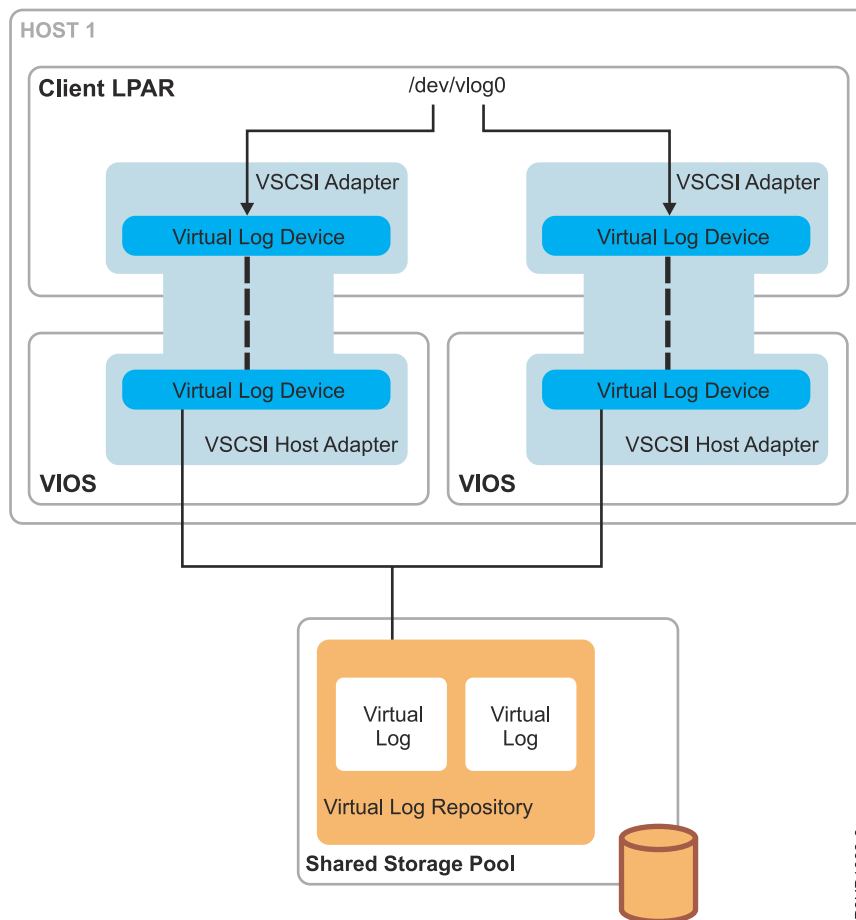 HOST 1
Client LPAR
/dev/vlog0
VSCSI Adapter
VSCSI Adapter
Virtual Log Device
Virtual Log Device
Virtual Log Device
Virtual Log Device
VSCSI Host Adapter
VSCSI Host Adapter
VIOS
VIOS
Virtual
Log
Virtual
Log
Virtual Log Repository
Shared Storage Pool